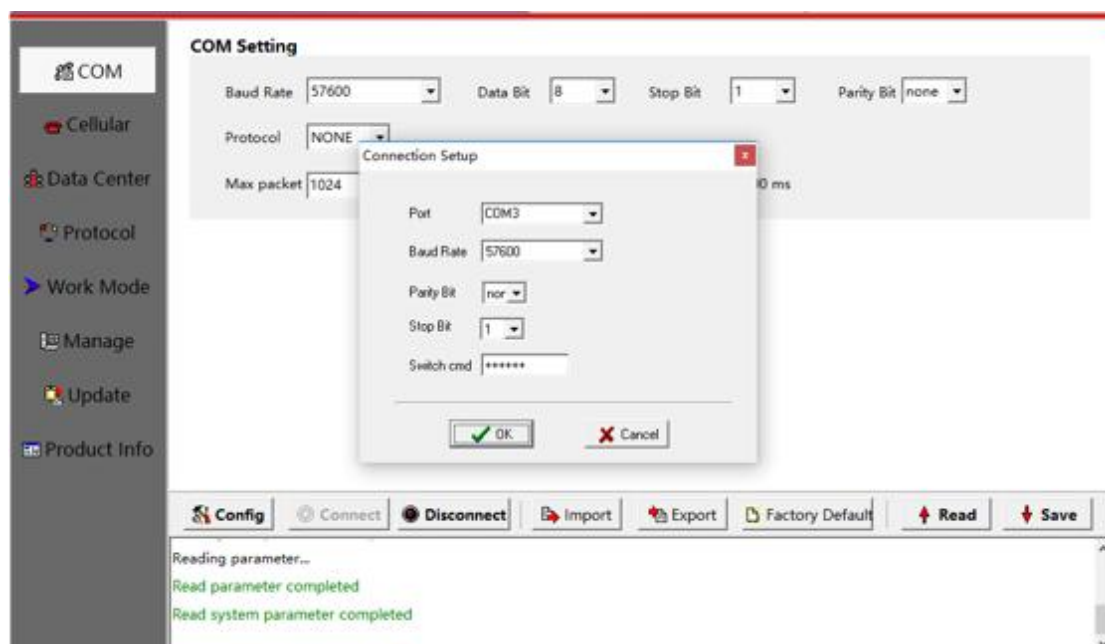 COM Setting
COM
Baud Rate 57600 Data Bit 8 Stop Bit 1 Parity Bit none
Cellular
Protocol NONE
Connection Setup
Data Center
Max packet 1024
0 ms
Port COM3
Protocol
Baud Rate 57600
Work Mode
Parity Bit nor
Stop Bit 1
Manage
Switch cmd ++++++
Update
OK Cancel
Product Info
Config Connect Disconnect Import Export Factory Default Read Save
Reading parameter...
Read parameter completed
Read system parameter completed